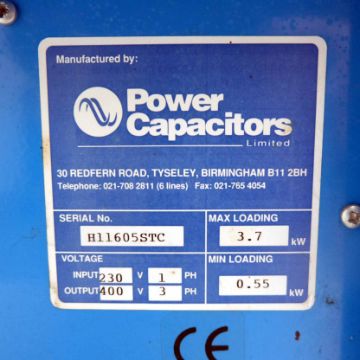 Manufactured by:
Power
Capacitors
Limited
30 REDFERN ROAD, TYSELEY, BIRMINGHAM B11 2BH
Telephone: 021-708 2811 (6 lines) Fax: 021-765 4054
SERIAL No.
H11605STC
MAX LOADING
3.7 kW
VOLTAGE
INPUT 230 V 1 PH
OUTPUT 400 V 3 PH
MIN LOADING
0.55 kW
CE